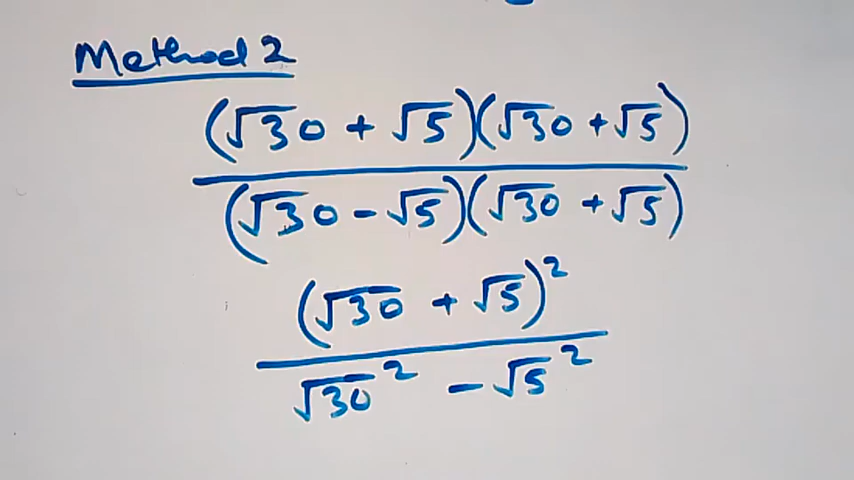 Method 2
(√30 + √5)(√30 + √5)
(√30 - √5)(√30 + √5)
(√30 + √5)²
√30² - √5²